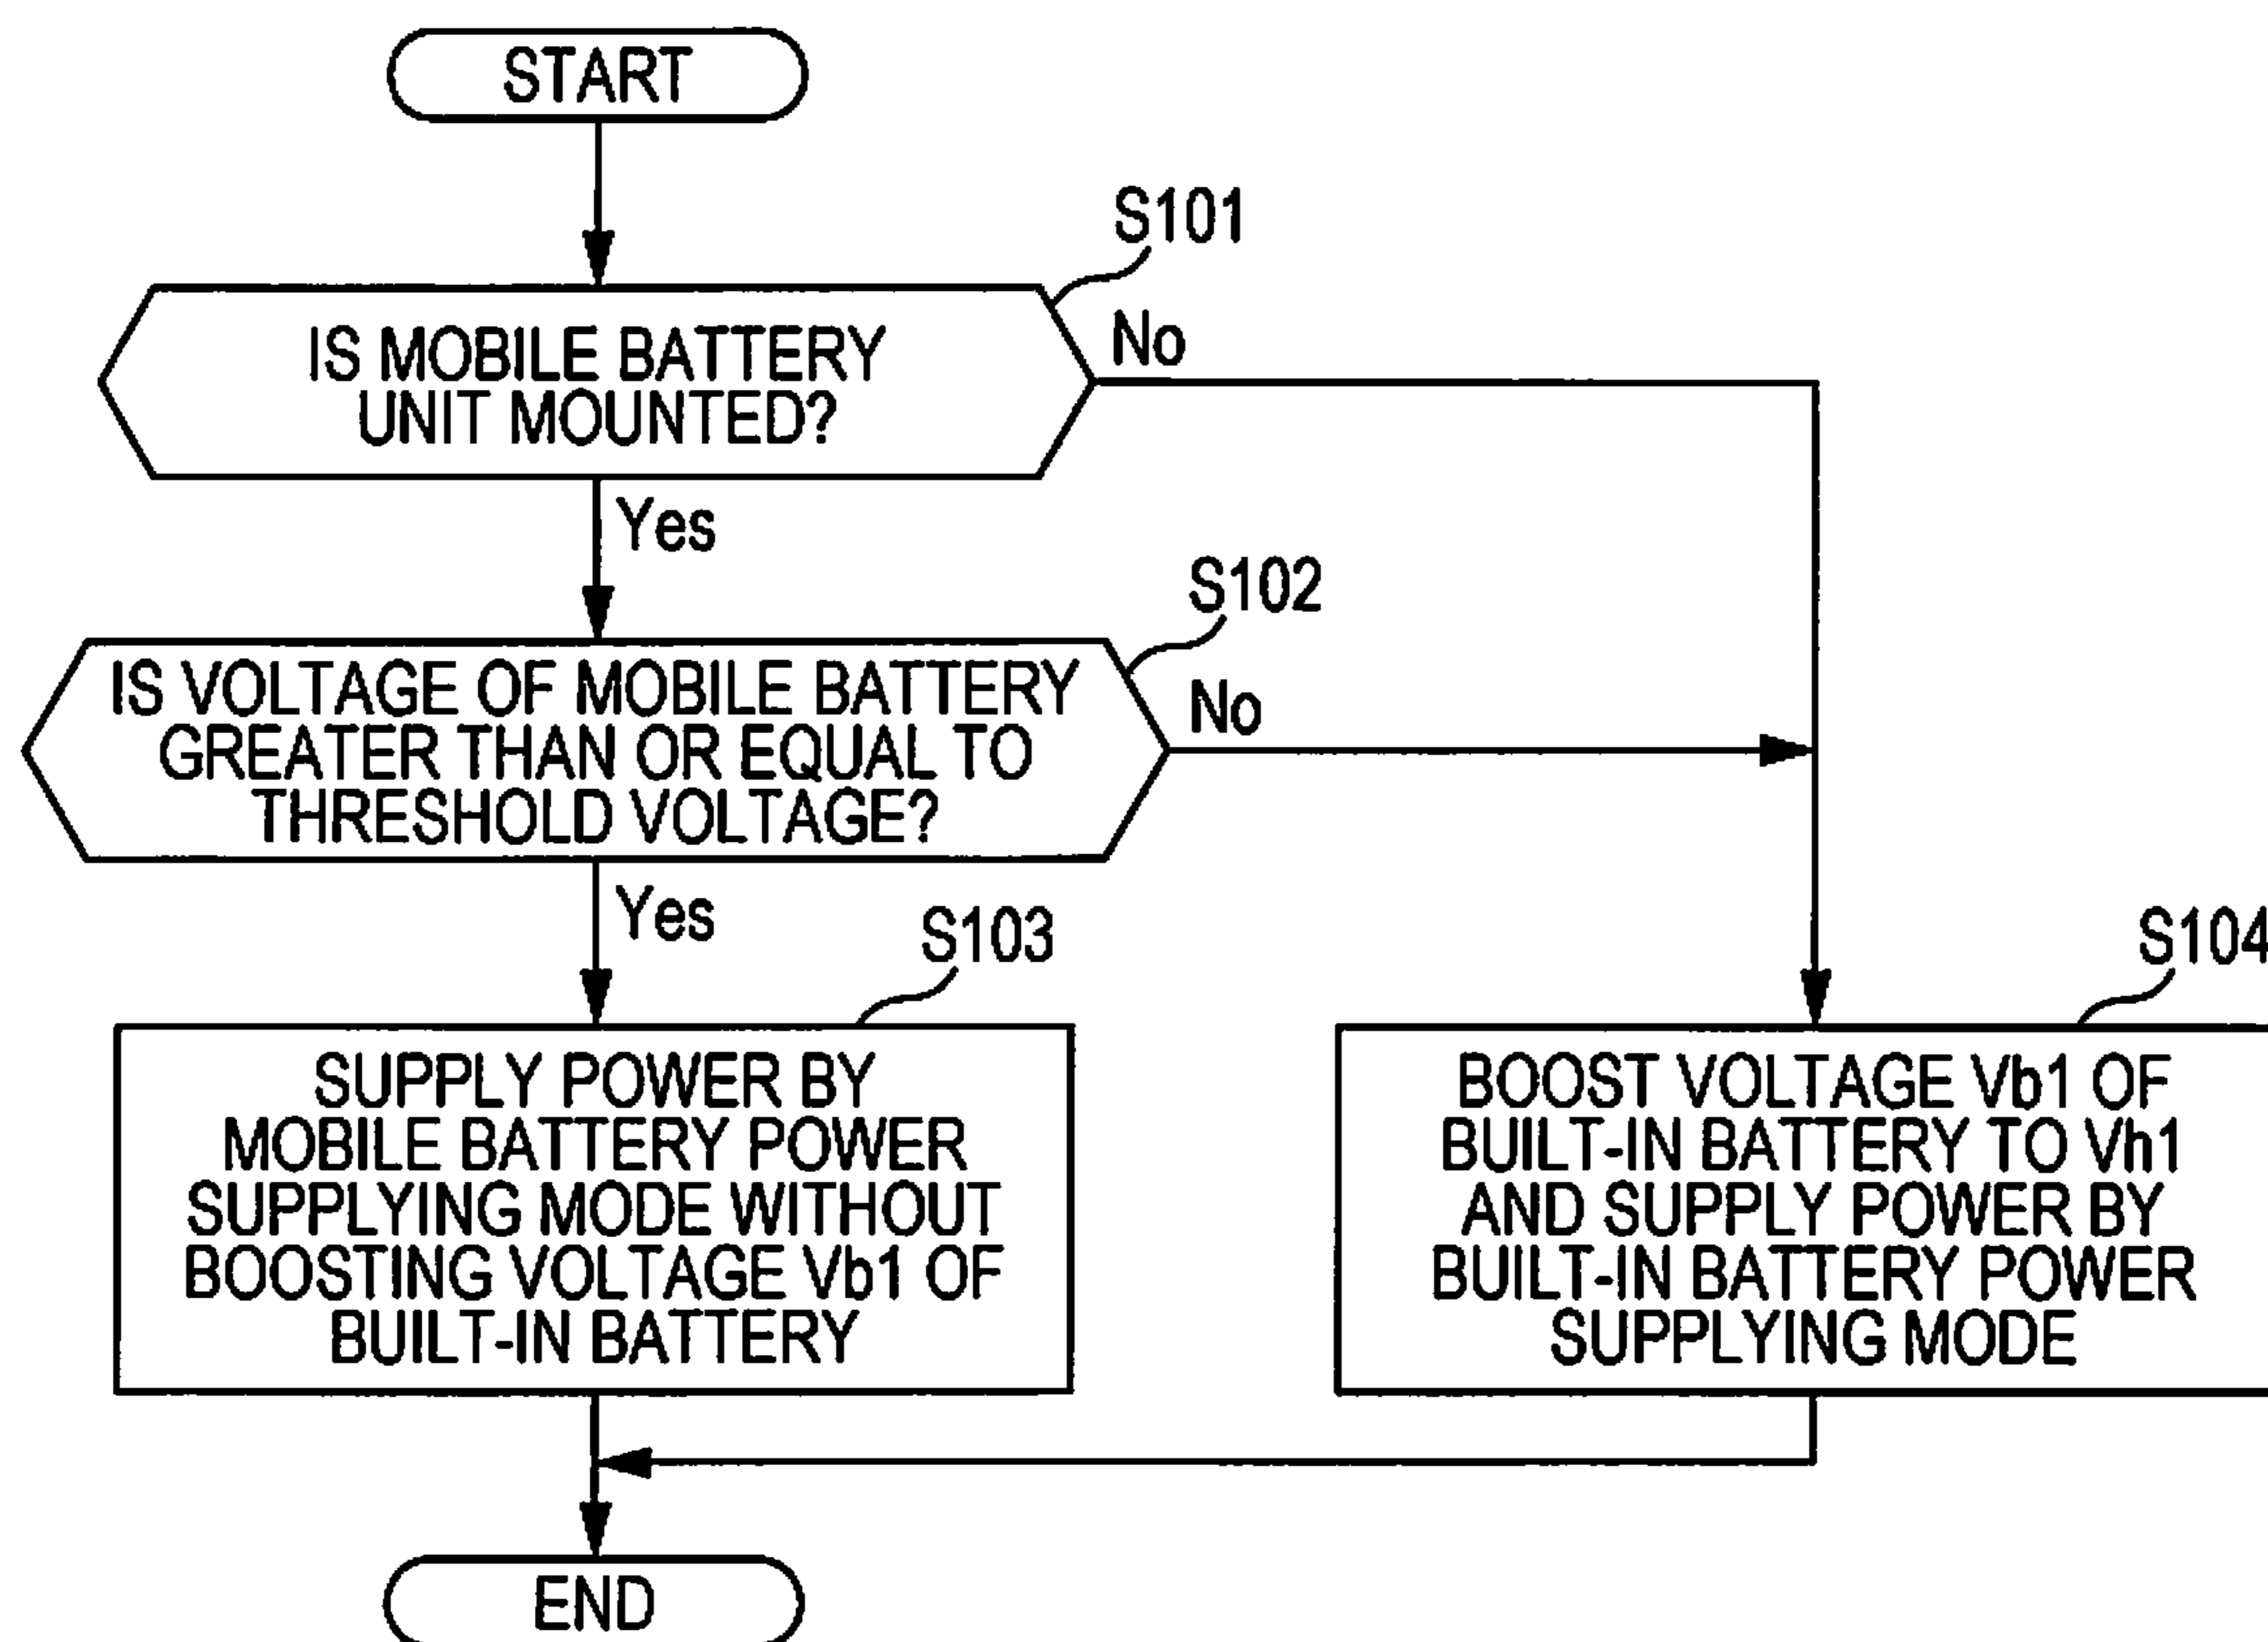 START
S101
IS MOBILE BATTERY
UNIT MOUNTED?
No
Yes
S102
IS VOLTAGE OF MOBILE BATTERY
GREATER THAN OR EQUAL TO
THRESHOLD VOLTAGE?
No
Yes
S103
SUPPLY POWER BY
MOBILE BATTERY POWER
SUPPLYING MODE WITHOUT
BOOSTING VOLTAGE Vb1 OF
BUILT-IN BATTERY
S104
BOOST VOLTAGE Vb1 OF
BUILT-IN BATTERY TO Vh1
AND SUPPLY POWER BY
BUILT-IN BATTERY POWER
SUPPLYING MODE
END